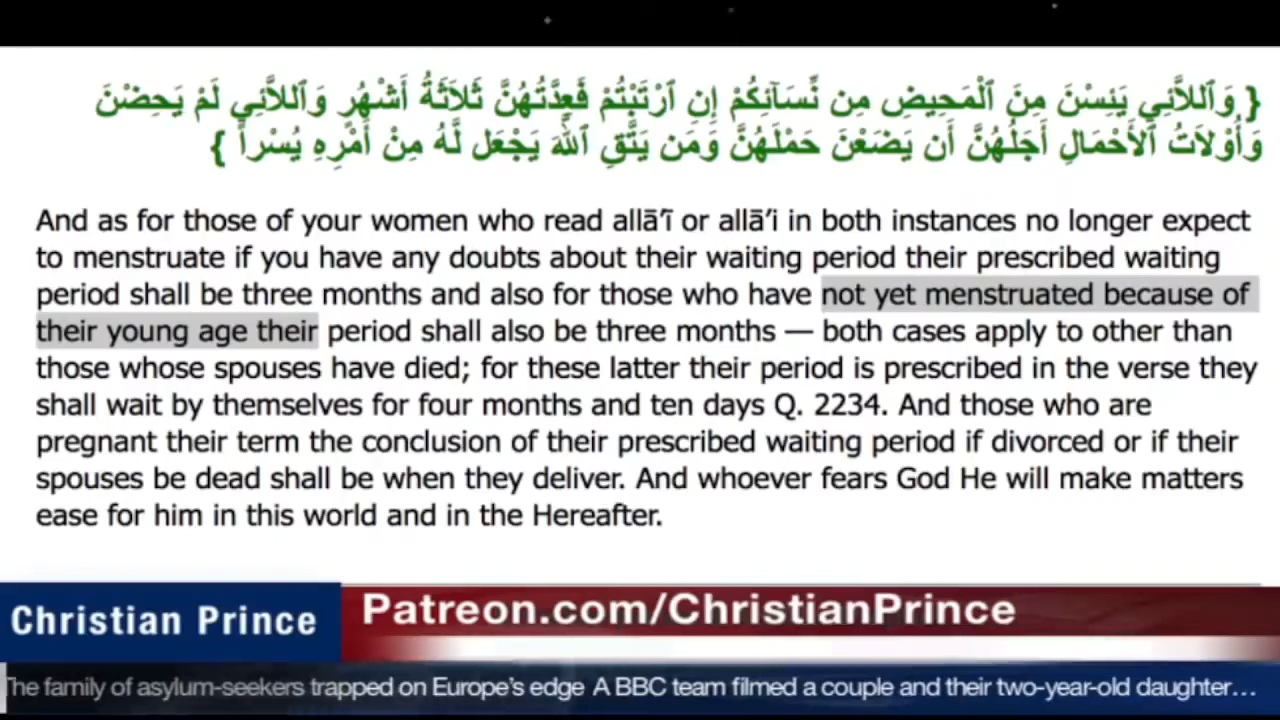 { وَٱللاَّئِي يَئِسْنَ مِنَ ٱلْمَحِيضِ مِن نِّسَآئِكُمْ إِنِ ٱرْتَبْتُمْ فَعِدَّتُهُنَّ ثَلاَثَةُ أَشْهُرٍ وَٱللاَّئِي لَمْ يَحِضْنَ
وَأُوْلاَتُ ٱلأَحْمَالِ أَجَلُهُنَّ أَن يَضَعْنَ حَمْلَهُنَّ وَمَن يَتَّقِ ٱللَّهَ يَجْعَل لَّهُ مِنْ أَمْرِهِ يُسْراً }
And as for those of your women who read allā’ī or allā’i in both instances no longer expect
to menstruate if you have any doubts about their waiting period their prescribed waiting
period shall be three months and also for those who have not yet menstruated because of
their young age their period shall also be three months — both cases apply to other than
those whose spouses have died; for these latter their period is prescribed in the verse they
shall wait by themselves for four months and ten days Q. 2234. And those who are
pregnant their term the conclusion of their prescribed waiting period if divorced or if their
spouses be dead shall be when they deliver. And whoever fears God He will make matters
ease for him in this world and in the Hereafter.
Christian Prince
Patreon.com/ChristianPrince
The family of asylum-seekers trapped on Europe’s edge A BBC team filmed a couple and their two-year-old daughter…